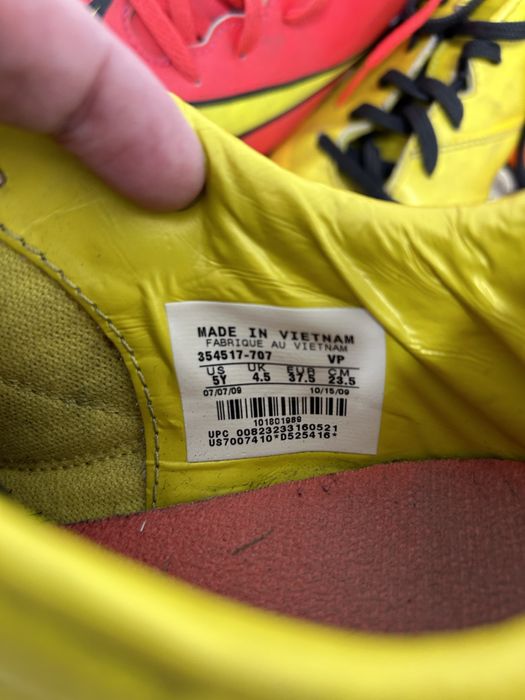 MADE IN VIETNAM
FABRIQUE AU VIETNAM
354517-707 VP
US UK EUR CM
5Y 4.5 37.5 23.5
07/07/09 10/15/09
101801989
UPC 00823233160521
US7007410*D525416*